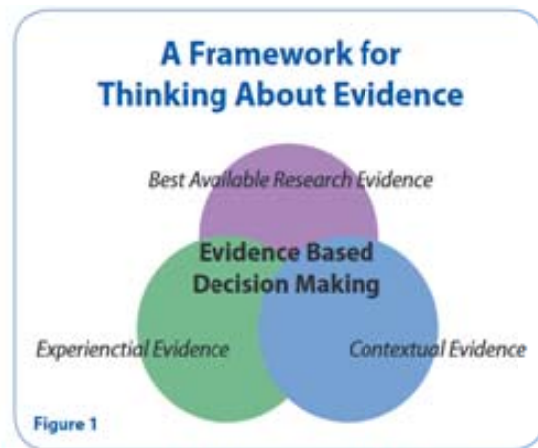 A Framework for
Thinking About Evidence
Best Available Research Evidence
Evidence Based
Decision Making
Experienctial Evidence
Contextual Evidence
Figure 1